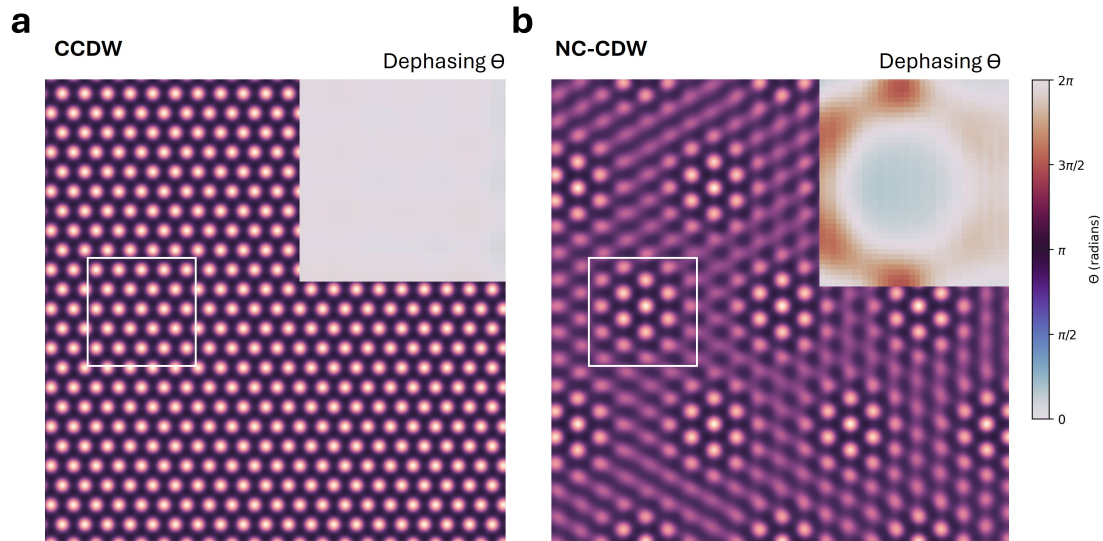 a
CCDW
Dephasing ϴ
b
NC-CDW
Dephasing ϴ
2π
3π/2
π
π/2
0
ϴ (radians)